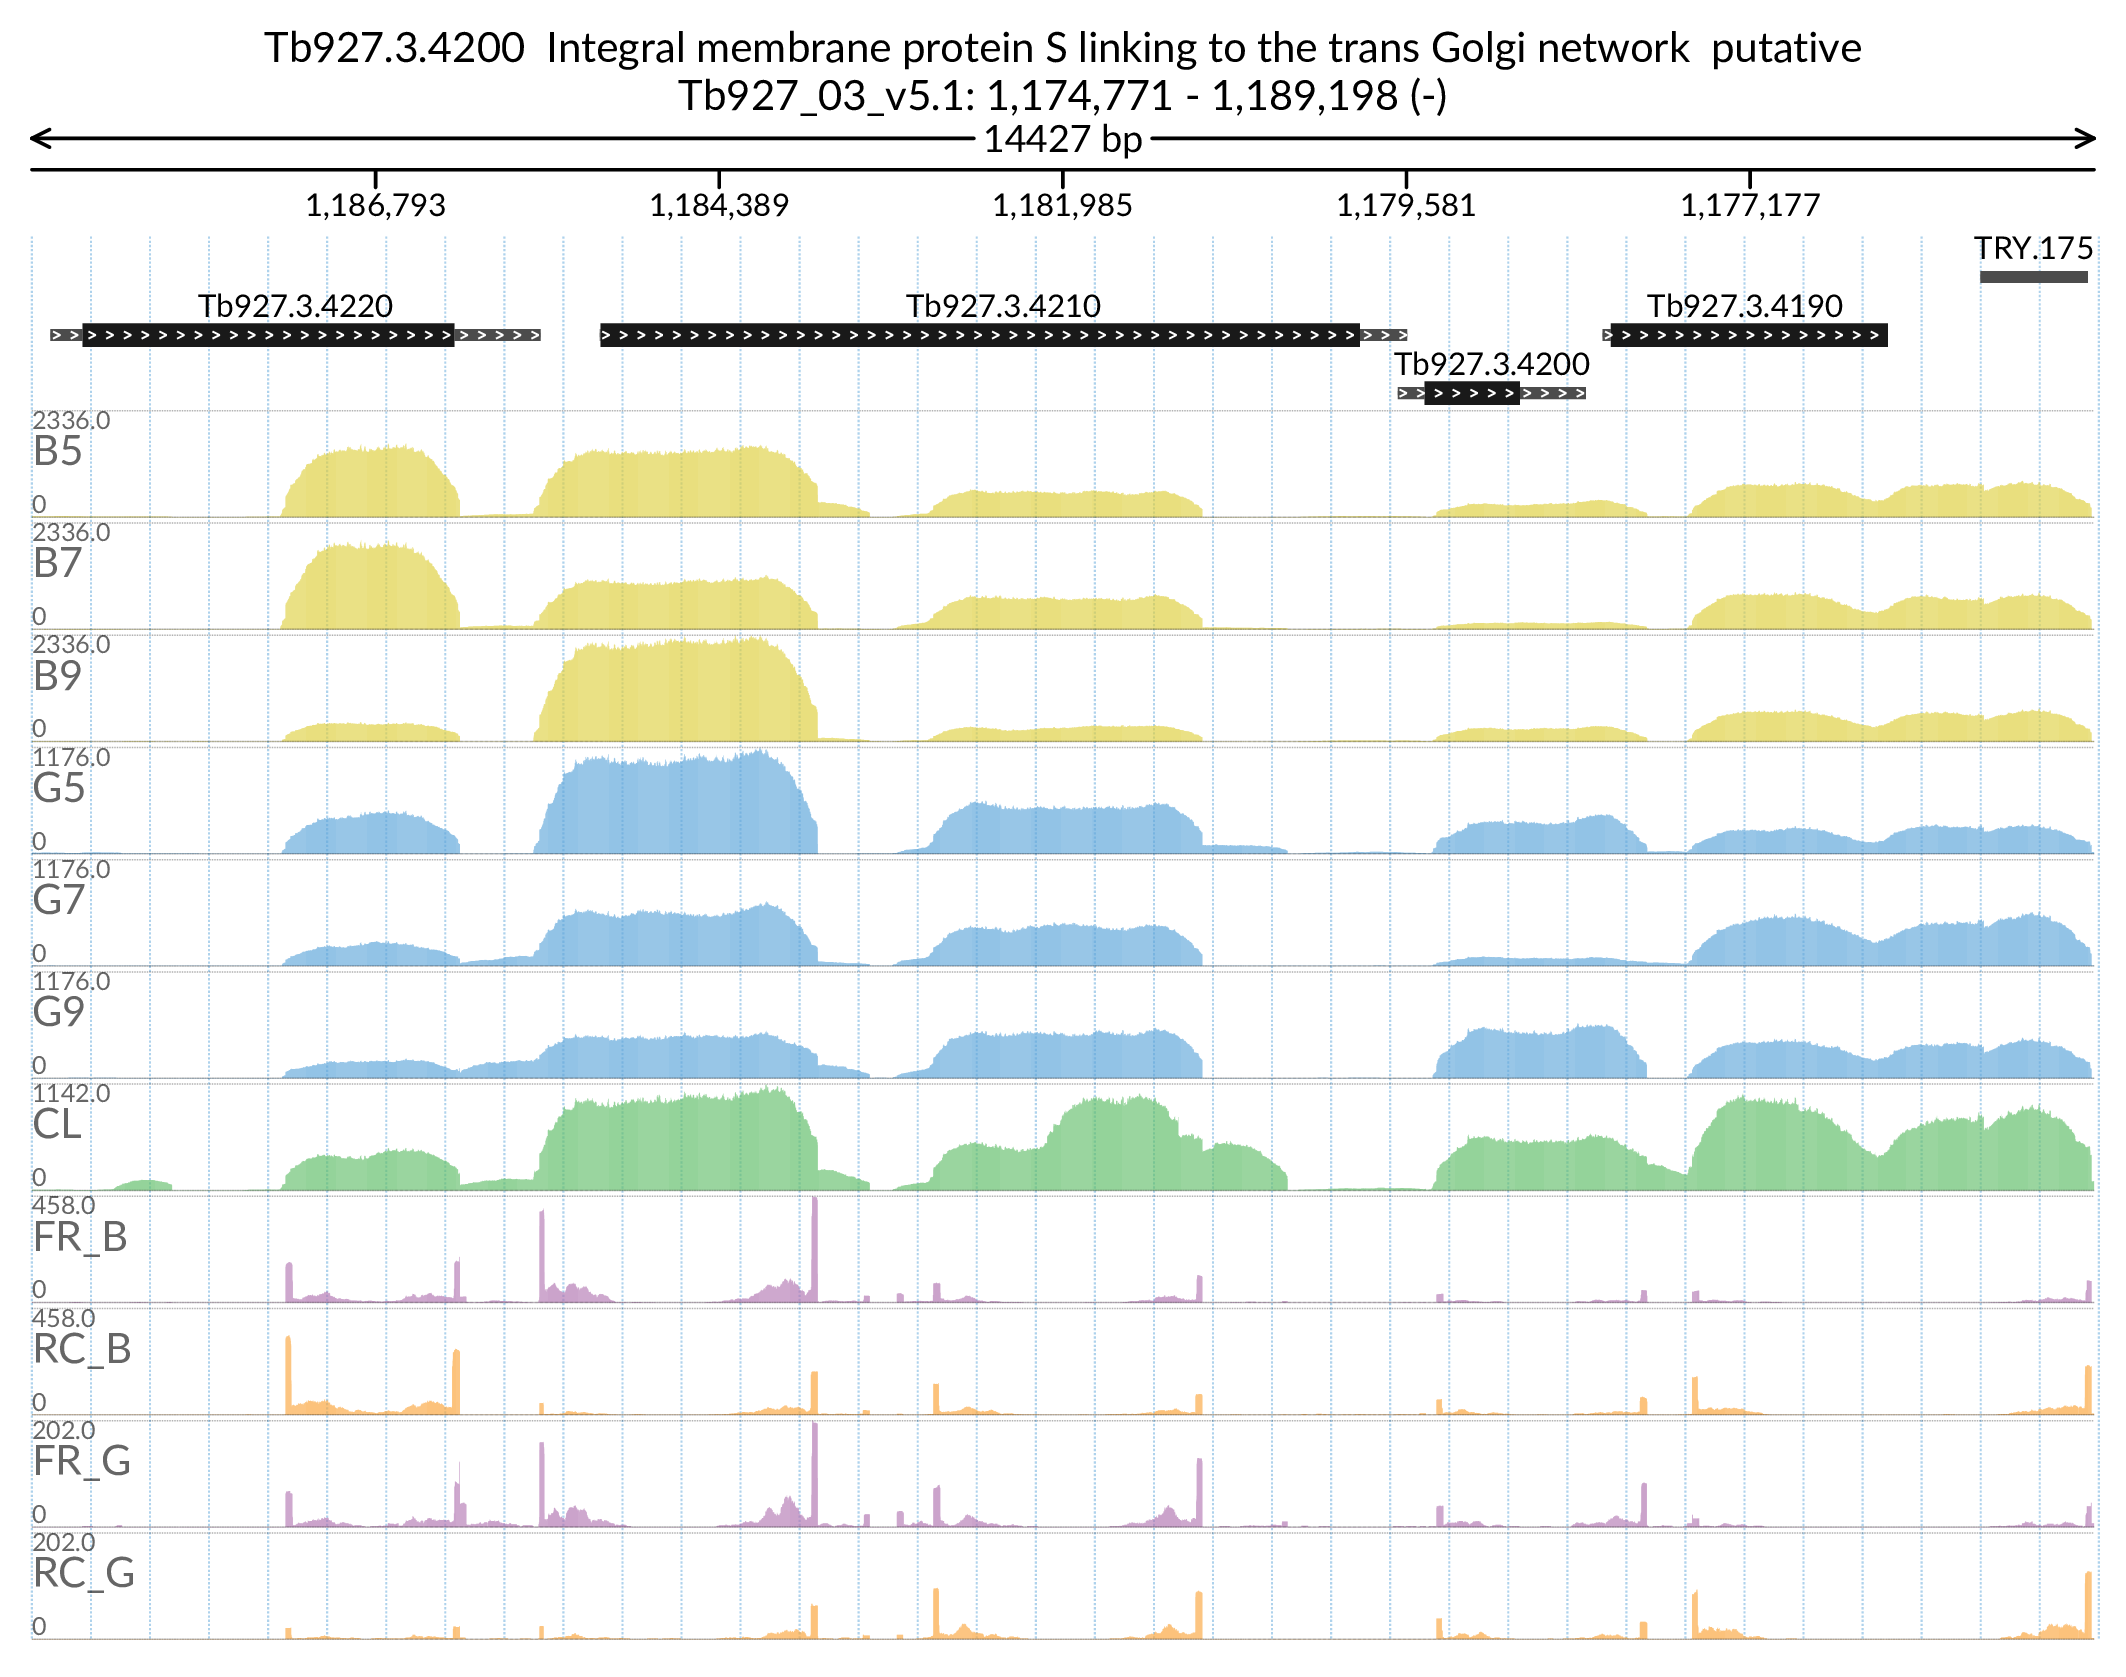 Tb927.3.4200  Integral membrane protein S linking to the trans Golgi network  putative
Tb927_03_v5.1: 1,174,771 - 1,189,198 (-)
14427 bp
1,186,793 1,184,389 1,181,985 1,179,581 1,177,177
TRY.175
Tb927.3.4220 Tb927.3.4210 Tb927.3.4190
Tb927.3.4200
2336.0
B5
0
2336.0
B7
0
2336.0
B9
0
1176.0
G5
0
1176.0
G7
0
1176.0
G9
0
1142.0
CL
0
458.0
FR_B
0
458.0
RC_B
0
202.0
FR_G
0
202.0
RC_G
0